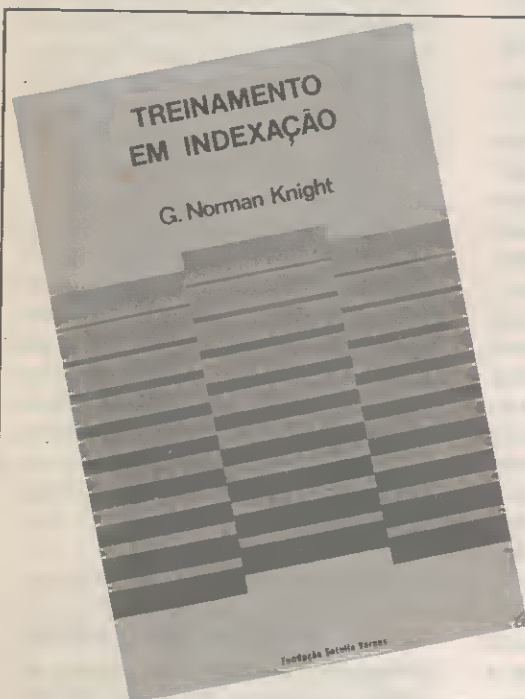 TREINAMENTO
EM INDEXAÇÃO
G. Norman Knight
Fundação Getulio Vargas